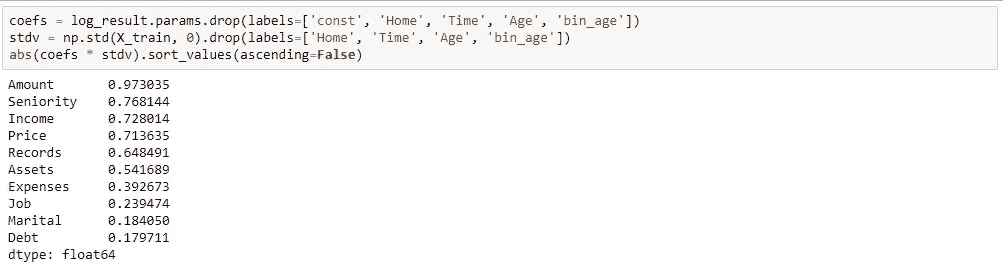 coefs = log_result.params.drop(labels=['const', 'Home', 'Time', 'Age', 'bin_age'])
stdv = np.std(X_train, 0).drop(labels=['Home', 'Time', 'Age', 'bin_age'])
abs(coefs * stdv).sort_values(ascending=False)
Amount 0.973035
Seniority 0.768144
Income 0.728014
Price 0.713635
Records 0.648491
Assets 0.541689
Expenses 0.392673
Job 0.239474
Marital 0.184050
Debt 0.179711
dtype: float64